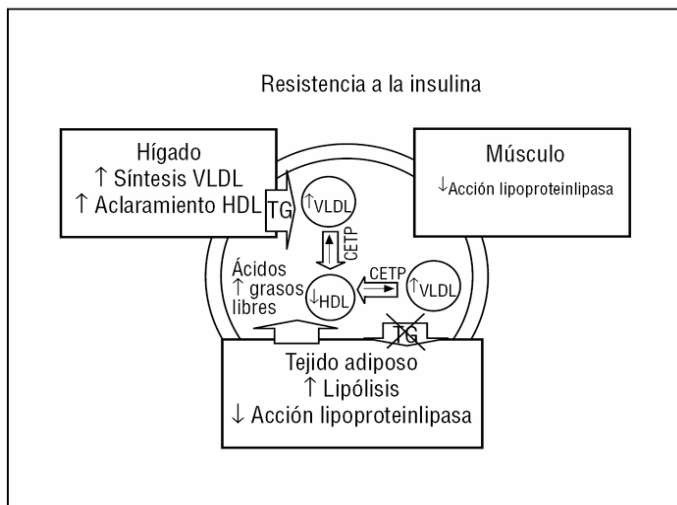 Resistencia a la insulina
Hígado
↑ Síntesis VLDL
↑ Aclaramiento HDL
Músculo
↓Acción lipoproteinlipasa
TG
↑VLDL
CETP
Ácidos
↑ grasos
libres
↓HDL
CETP
↑VLDL
TG
Tejido adiposo
↑ Lipólisis
↓ Acción lipoproteinlipasa